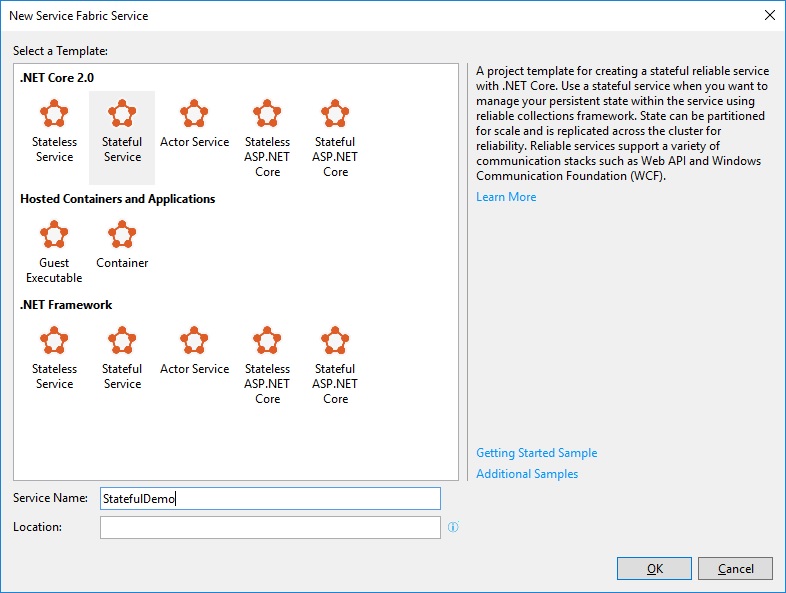 New Service Fabric Service
Select a Template:
.NET Core 2.0
Stateless
Service
Stateful
Service
Actor Service
Stateless
ASP.NET
Core
Stateful
ASP.NET
Core
Hosted Containers and Applications
Guest
Executable
Container
.NET Framework
Stateless
Service
Stateful
Service
Actor Service
Stateless
ASP.NET
Core
Stateful
ASP.NET
Core
A project template for creating a stateful reliable service
with .NET Core. Use a stateful service when you want to
manage your persistent state within the service using
reliable collections framework. State can be partitioned
for scale and is replicated across the cluster for
reliability. Reliable services support a variety of
communication stacks such as Web API and Windows
Communication Foundation (WCF).
Learn More
Getting Started Sample
Additional Samples
Service Name: StatefulDemo
Location:
OK Cancel